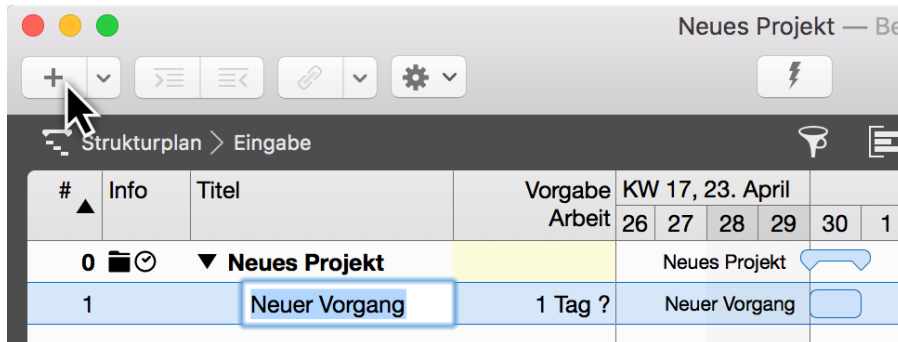 Neues Projekt — Be
Strukturplan > Eingabe
# Info Titel Vorgabe Arbeit KW 17, 23. April
26 27 28 29 30 1
0 Neues Projekt Neues Projekt
1 Neuer Vorgang 1 Tag ? Neuer Vorgang